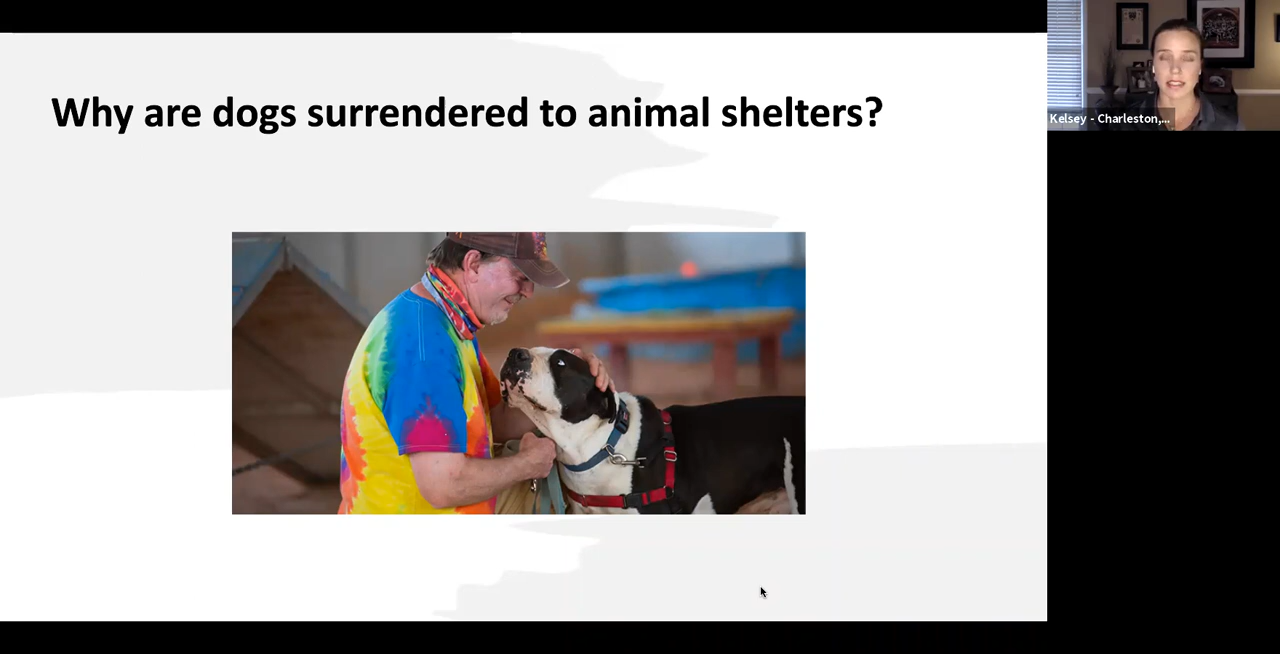 Why are dogs surrendered to animal shelters?
Kelsey - Charleston,...